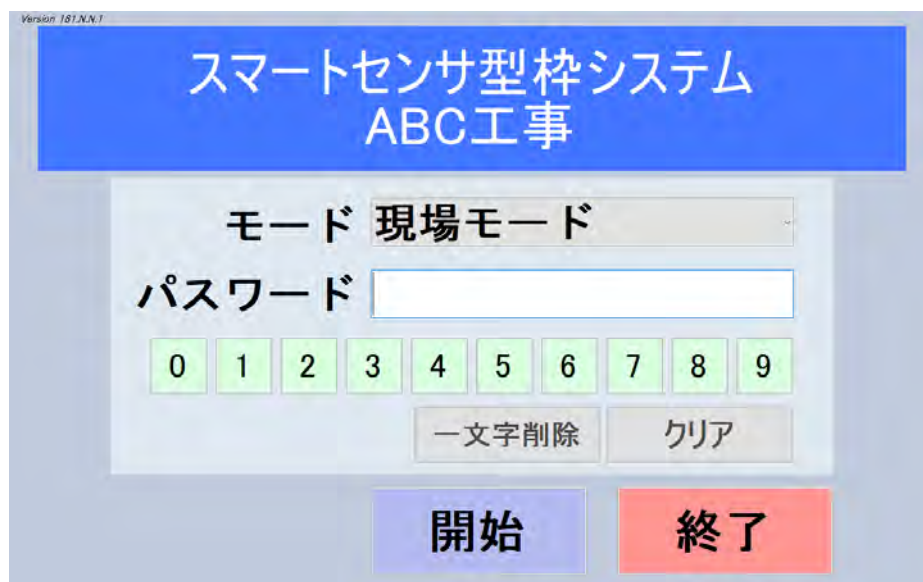 Version 181.N.N.1
スマートセンサ型枠システム
ABC工事
モード 現場モード
パスワード
0 1 2 3 4 5 6 7 8 9
一文字削除 クリア
開始 終了